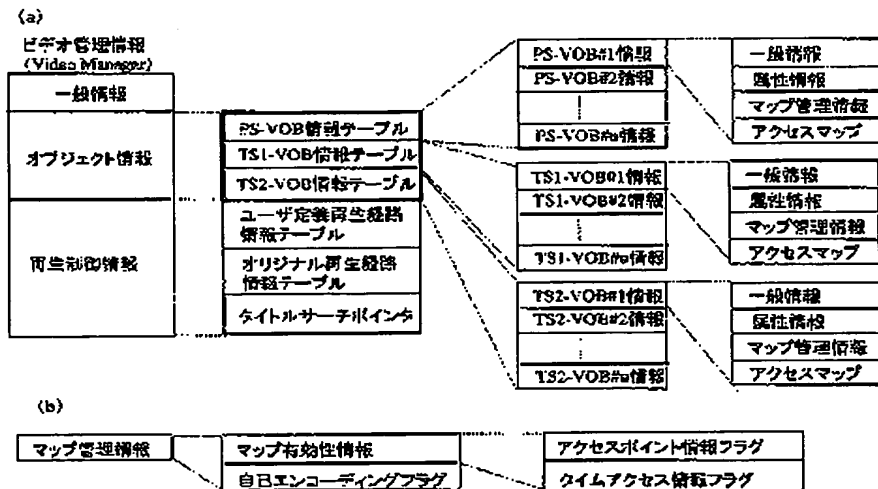 (a)
ビデオ管理情報
(Video Manager)
一般情報
オブジェクト情報
再生制御情報
PS-VOB情報テーブル
TS1-VOB情報テーブル
TS2-VOB情報テーブル
ユーザ定義再生経路
情報テーブル
オリジナル再生経路
情報テーブル
タイトルサーチポインタ
PS-VOB#1情報
PS-VOB#2情報
PS-VOB#n情報
一般情報
属性情報
マップ管理情報
アクセスマップ
TS1-VOB#1情報
TS1-VOB#2情報
TS1-VOB#n情報
一般情報
属性情報
マップ管理情報
アクセスマップ
TS2-VOB#1情報
TS2-VOB#2情報
TS2-VOB#n情報
一般情報
属性情報
マップ管理情報
アクセスマップ
(b)
マップ管理情報
マップ有効性情報
自己エンコーディングフラグ
アクセスポイント情報フラグ
タイムアクセス情報フラグ